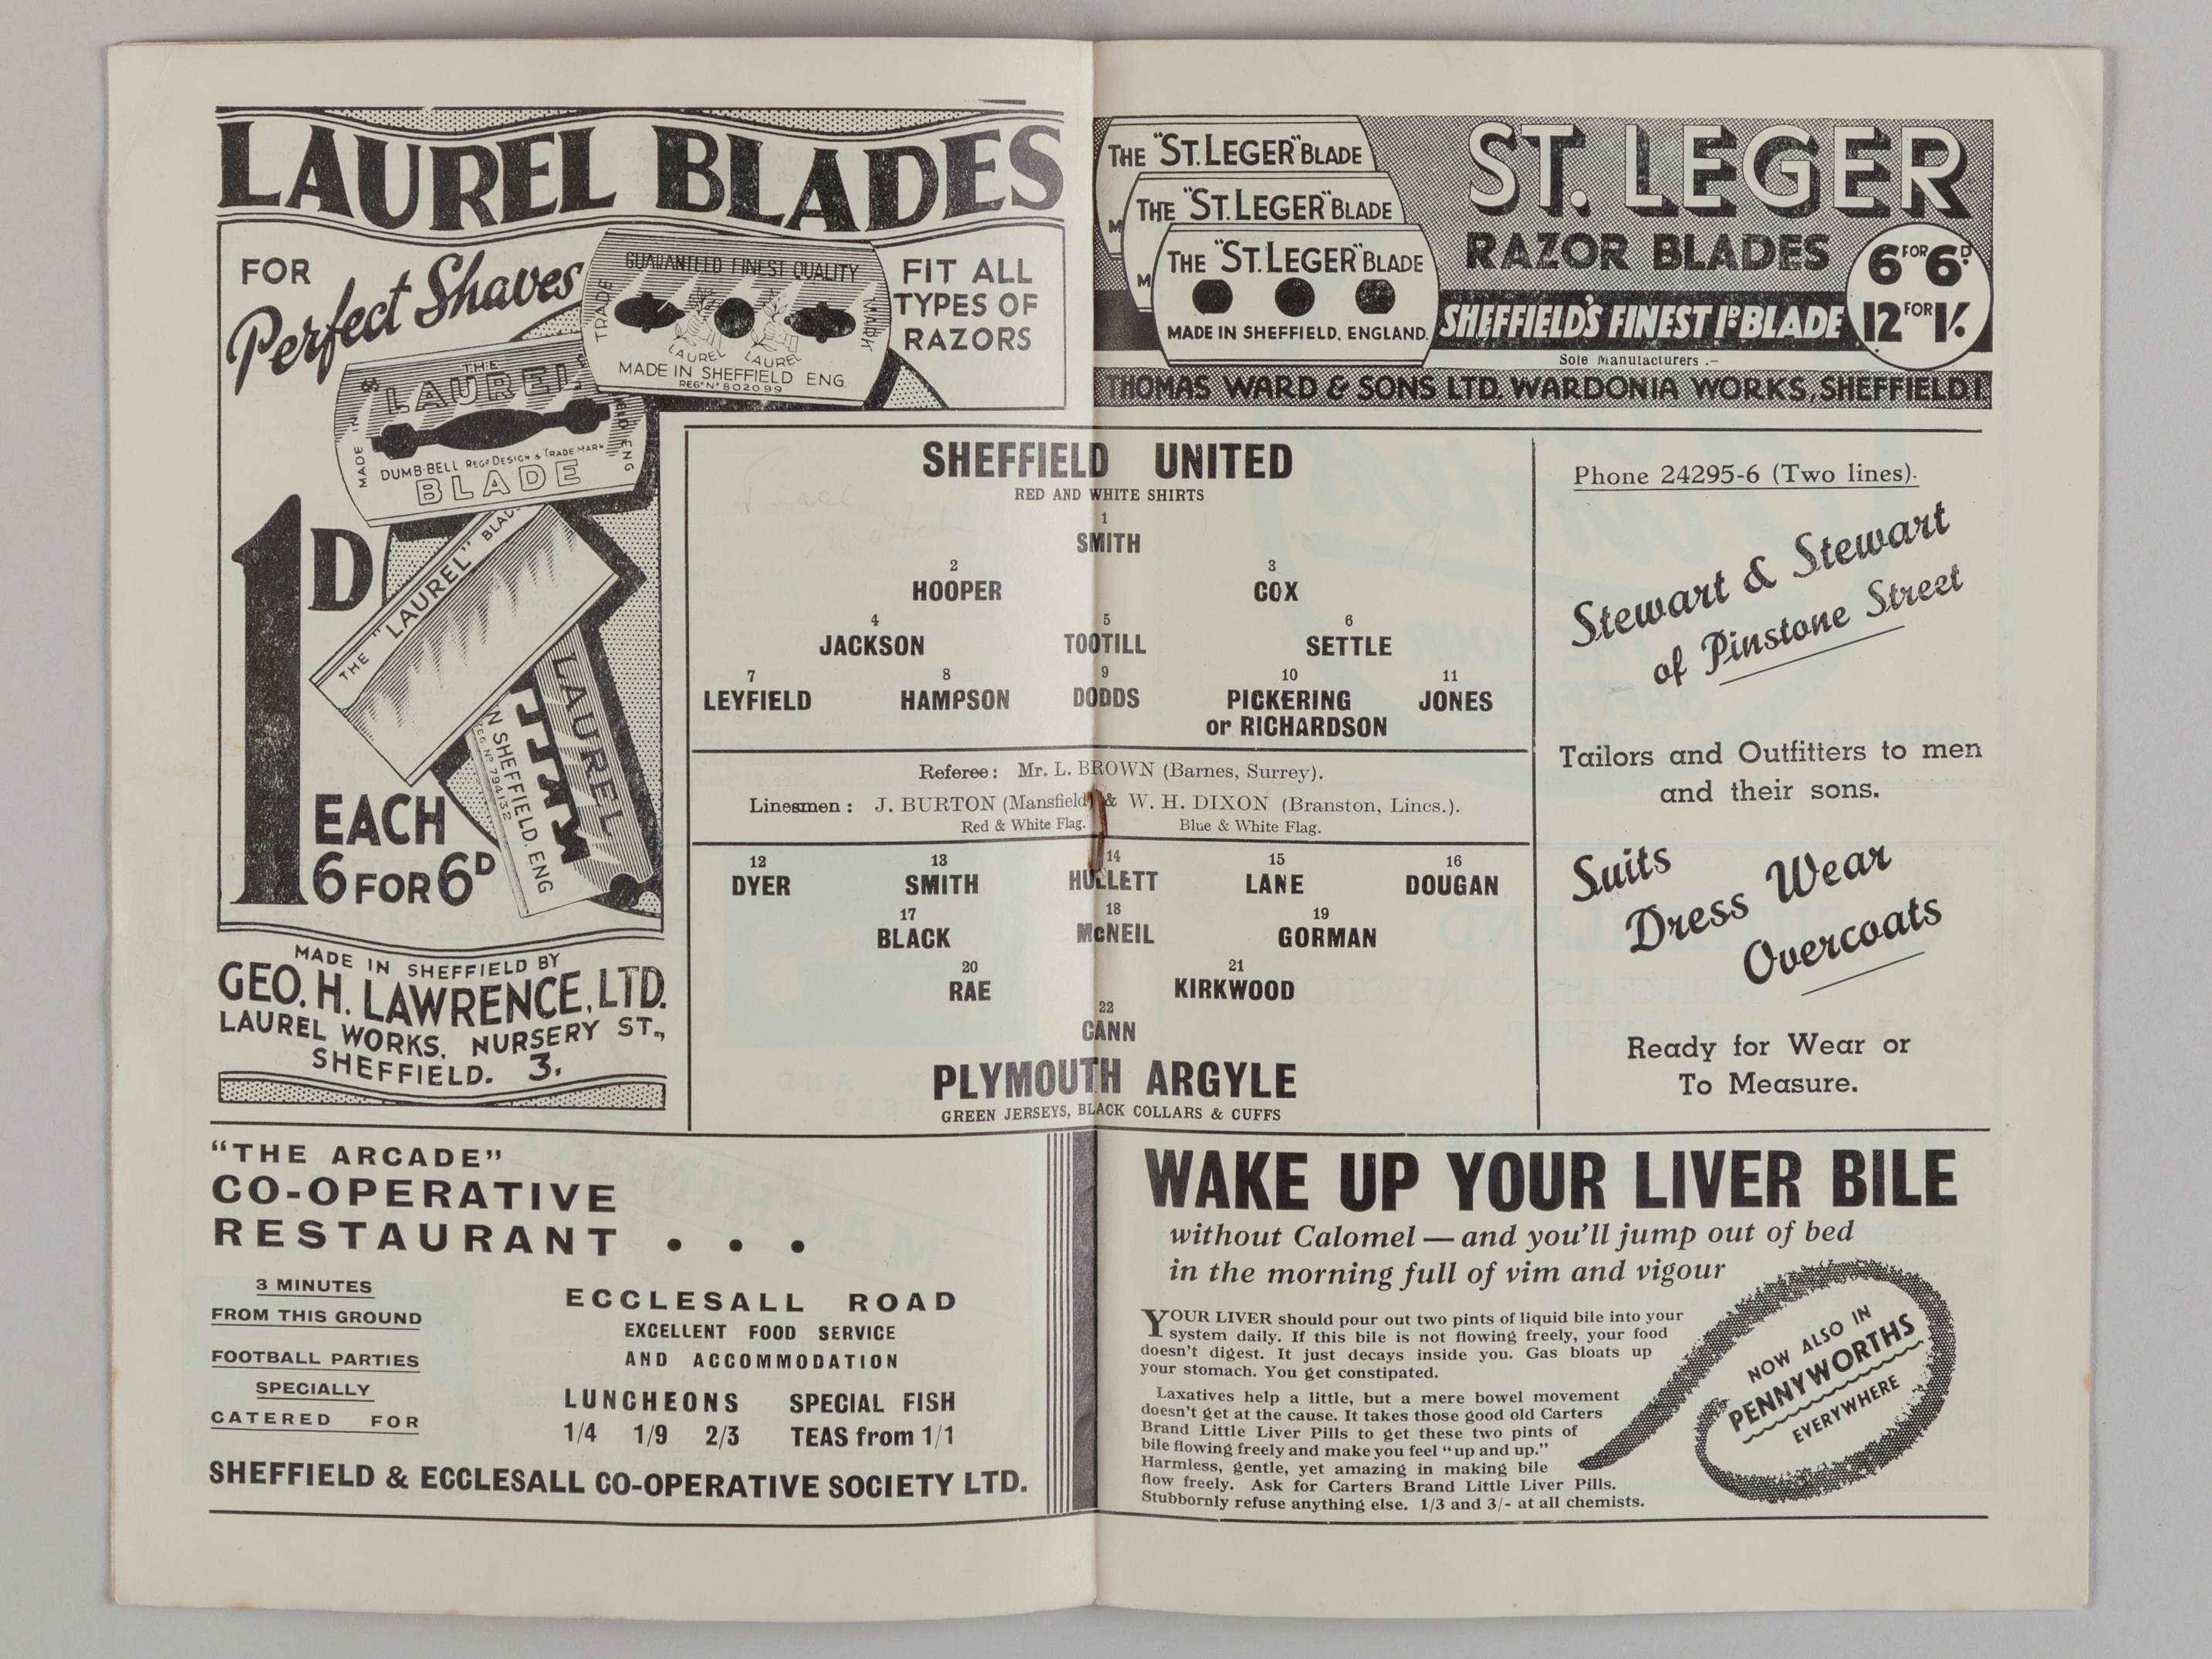 LAUREL BLADES
FOR
Perfect Shaves
FIT ALL
TYPES OF
RAZORS
GUARANTEED FINEST QUALITY
TRADE
MARK
LAUREL LAUREL
MADE IN SHEFFIELD ENG.
REG. Nº 802099
THE
LAUREL
MADE IN
ENG
DUMB-BELL REGD DESIGN & TRADE MARK
BLADE
1D
THE "LAUREL" BLAD
LAUREL
N SHEFFIELD. ENG
EG. Nº 794132
EACH
6 FOR 6D
MADE IN SHEFFIELD BY
GEO. H. LAWRENCE, LTD.
LAUREL WORKS, NURSERY ST.,
SHEFFIELD. 3.
THE "ST. LEGER" BLADE
THE "ST. LEGER" BLADE
M
THE "ST. LEGER" BLADE
M
MADE IN SHEFFIELD, ENGLAND.
ST. LEGER
RAZOR BLADES
6 FOR 6D.
12 FOR 1/-
SHEFFIELD'S FINEST 1D BLADE
Sole Manufacturers :-
THOMAS WARD & SONS LTD. WARDONIA WORKS, SHEFFIELD.1.
SHEFFIELD UNITED
RED AND WHITE SHIRTS
1
SMITH
2 3
HOOPER COX
4 5 6
JACKSON TOOTILL SETTLE
7 8 9 10 11
LEYFIELD HAMPSON DODDS PICKERING JONES
or RICHARDSON
Referee: Mr. L. BROWN (Barnes, Surrey).
Linesmen: J. BURTON (Mansfield) & W. H. DIXON (Branston, Lincs.).
Red & White Flag. Blue & White Flag.
12 13 14 15 16
DYER SMITH HULLETT LANE DOUGAN
17 18 19
BLACK McNEIL GORMAN
20 21
RAE KIRKWOOD
22
CANN
PLYMOUTH ARGYLE
GREEN JERSEYS, BLACK COLLARS & CUFFS
Phone 24295-6 (Two lines).
Stewart & Stewart
of Pinstone Street
Tailors and Outfitters to men
and their sons.
Suits
Dress Wear
Overcoats
Ready for Wear or
To Measure.
"THE ARCADE"
CO-OPERATIVE
RESTAURANT . . .
3 MINUTES
FROM THIS GROUND
FOOTBALL PARTIES
SPECIALLY
CATERED FOR
ECCLESALL ROAD
EXCELLENT FOOD SERVICE
AND ACCOMMODATION
LUNCHEONS SPECIAL FISH
1/4 1/9 2/3 TEAS from 1/1
SHEFFIELD & ECCLESALL CO-OPERATIVE SOCIETY LTD.
WAKE UP YOUR LIVER BILE
without Calomel — and you'll jump out of bed
in the morning full of vim and vigour
YOUR LIVER should pour out two pints of liquid bile into your
system daily. If this bile is not flowing freely, your food
doesn't digest. It just decays inside you. Gas bloats up
your stomach. You get constipated.
Laxatives help a little, but a mere bowel movement
doesn't get at the cause. It takes those good old Carters
Brand Little Liver Pills to get these two pints of
bile flowing freely and make you feel "up and up."
Harmless, gentle, yet amazing in making bile
flow freely. Ask for Carters Brand Little Liver Pills.
Stubbornly refuse anything else. 1/3 and 3/- at all chemists.
NOW ALSO IN
PENNYWORTHS
EVERYWHERE